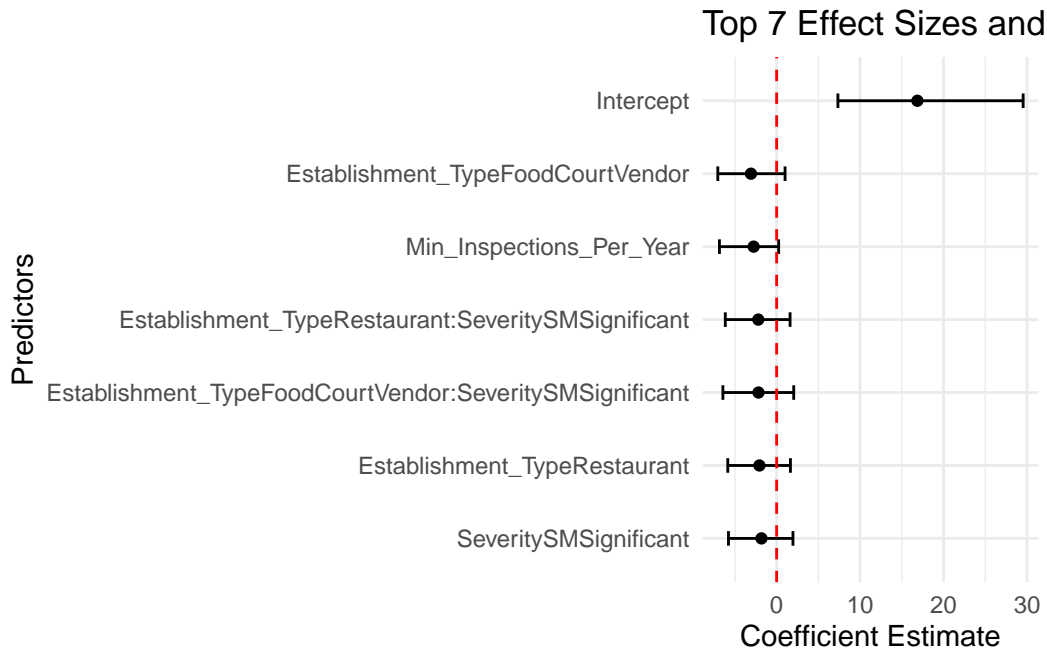 Top 7 Effect Sizes and
Predictors
Intercept
Establishment_TypeFoodCourtVendor
Min_Inspections_Per_Year
Establishment_TypeRestaurant:SeveritySMSignificant
Establishment_TypeFoodCourtVendor:SeveritySMSignificant
Establishment_TypeRestaurant
SeveritySMSignificant
0 10 20 30
Coefficient Estimate